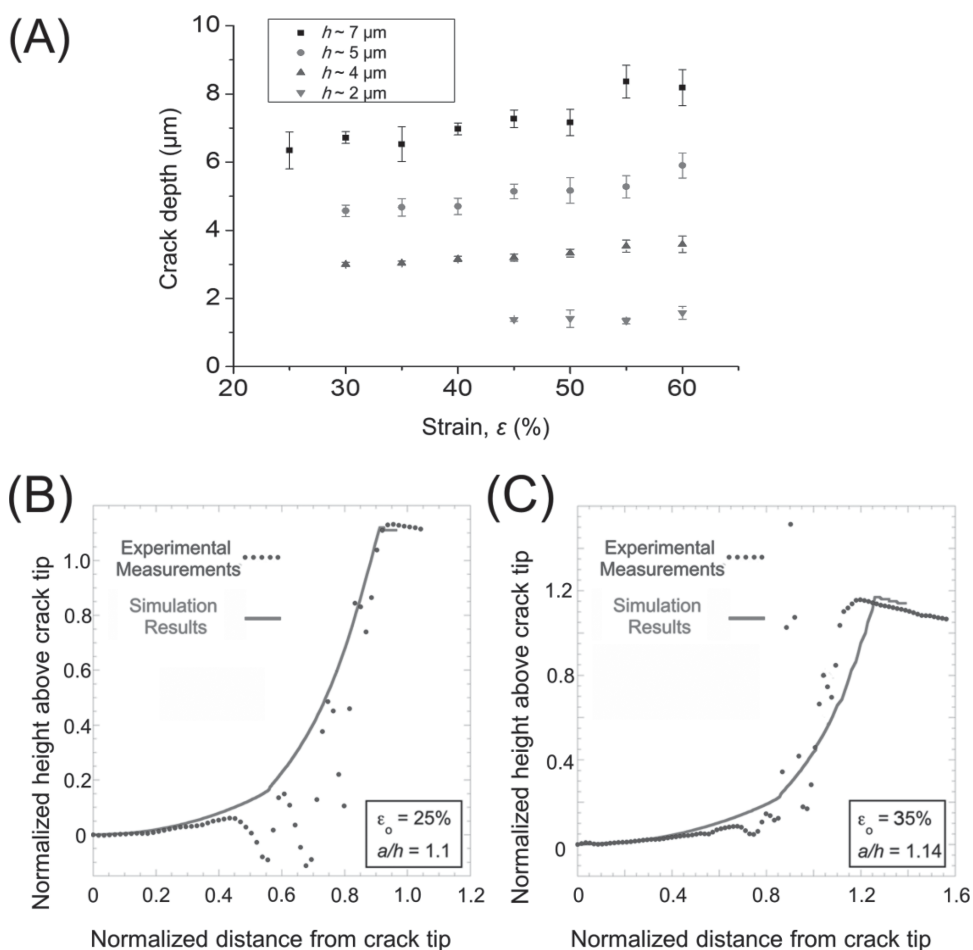 (A)
10
8
6
4
2
0
20
30
40
50
60
Crack depth (µm)
Strain, ε (%)
h ~ 7 µm
h ~ 5 µm
h ~ 4 µm
h ~ 2 µm
(B)
Normalized height above crack tip
1.0
0.8
0.6
0.4
0.2
0
0
0.2
0.4
0.6
0.8
1.0
1.2
Experimental
Measurements
Simulation
Results
εo = 25%
a/h = 1.1
Normalized distance from crack tip
(C)
Normalized height above crack tip
1.2
0.8
0.4
0
0
0.4
0.8
1.2
1.6
Experimental
Measurements
Simulation
Results
εo = 35%
a/h = 1.14
Normalized distance from crack tip